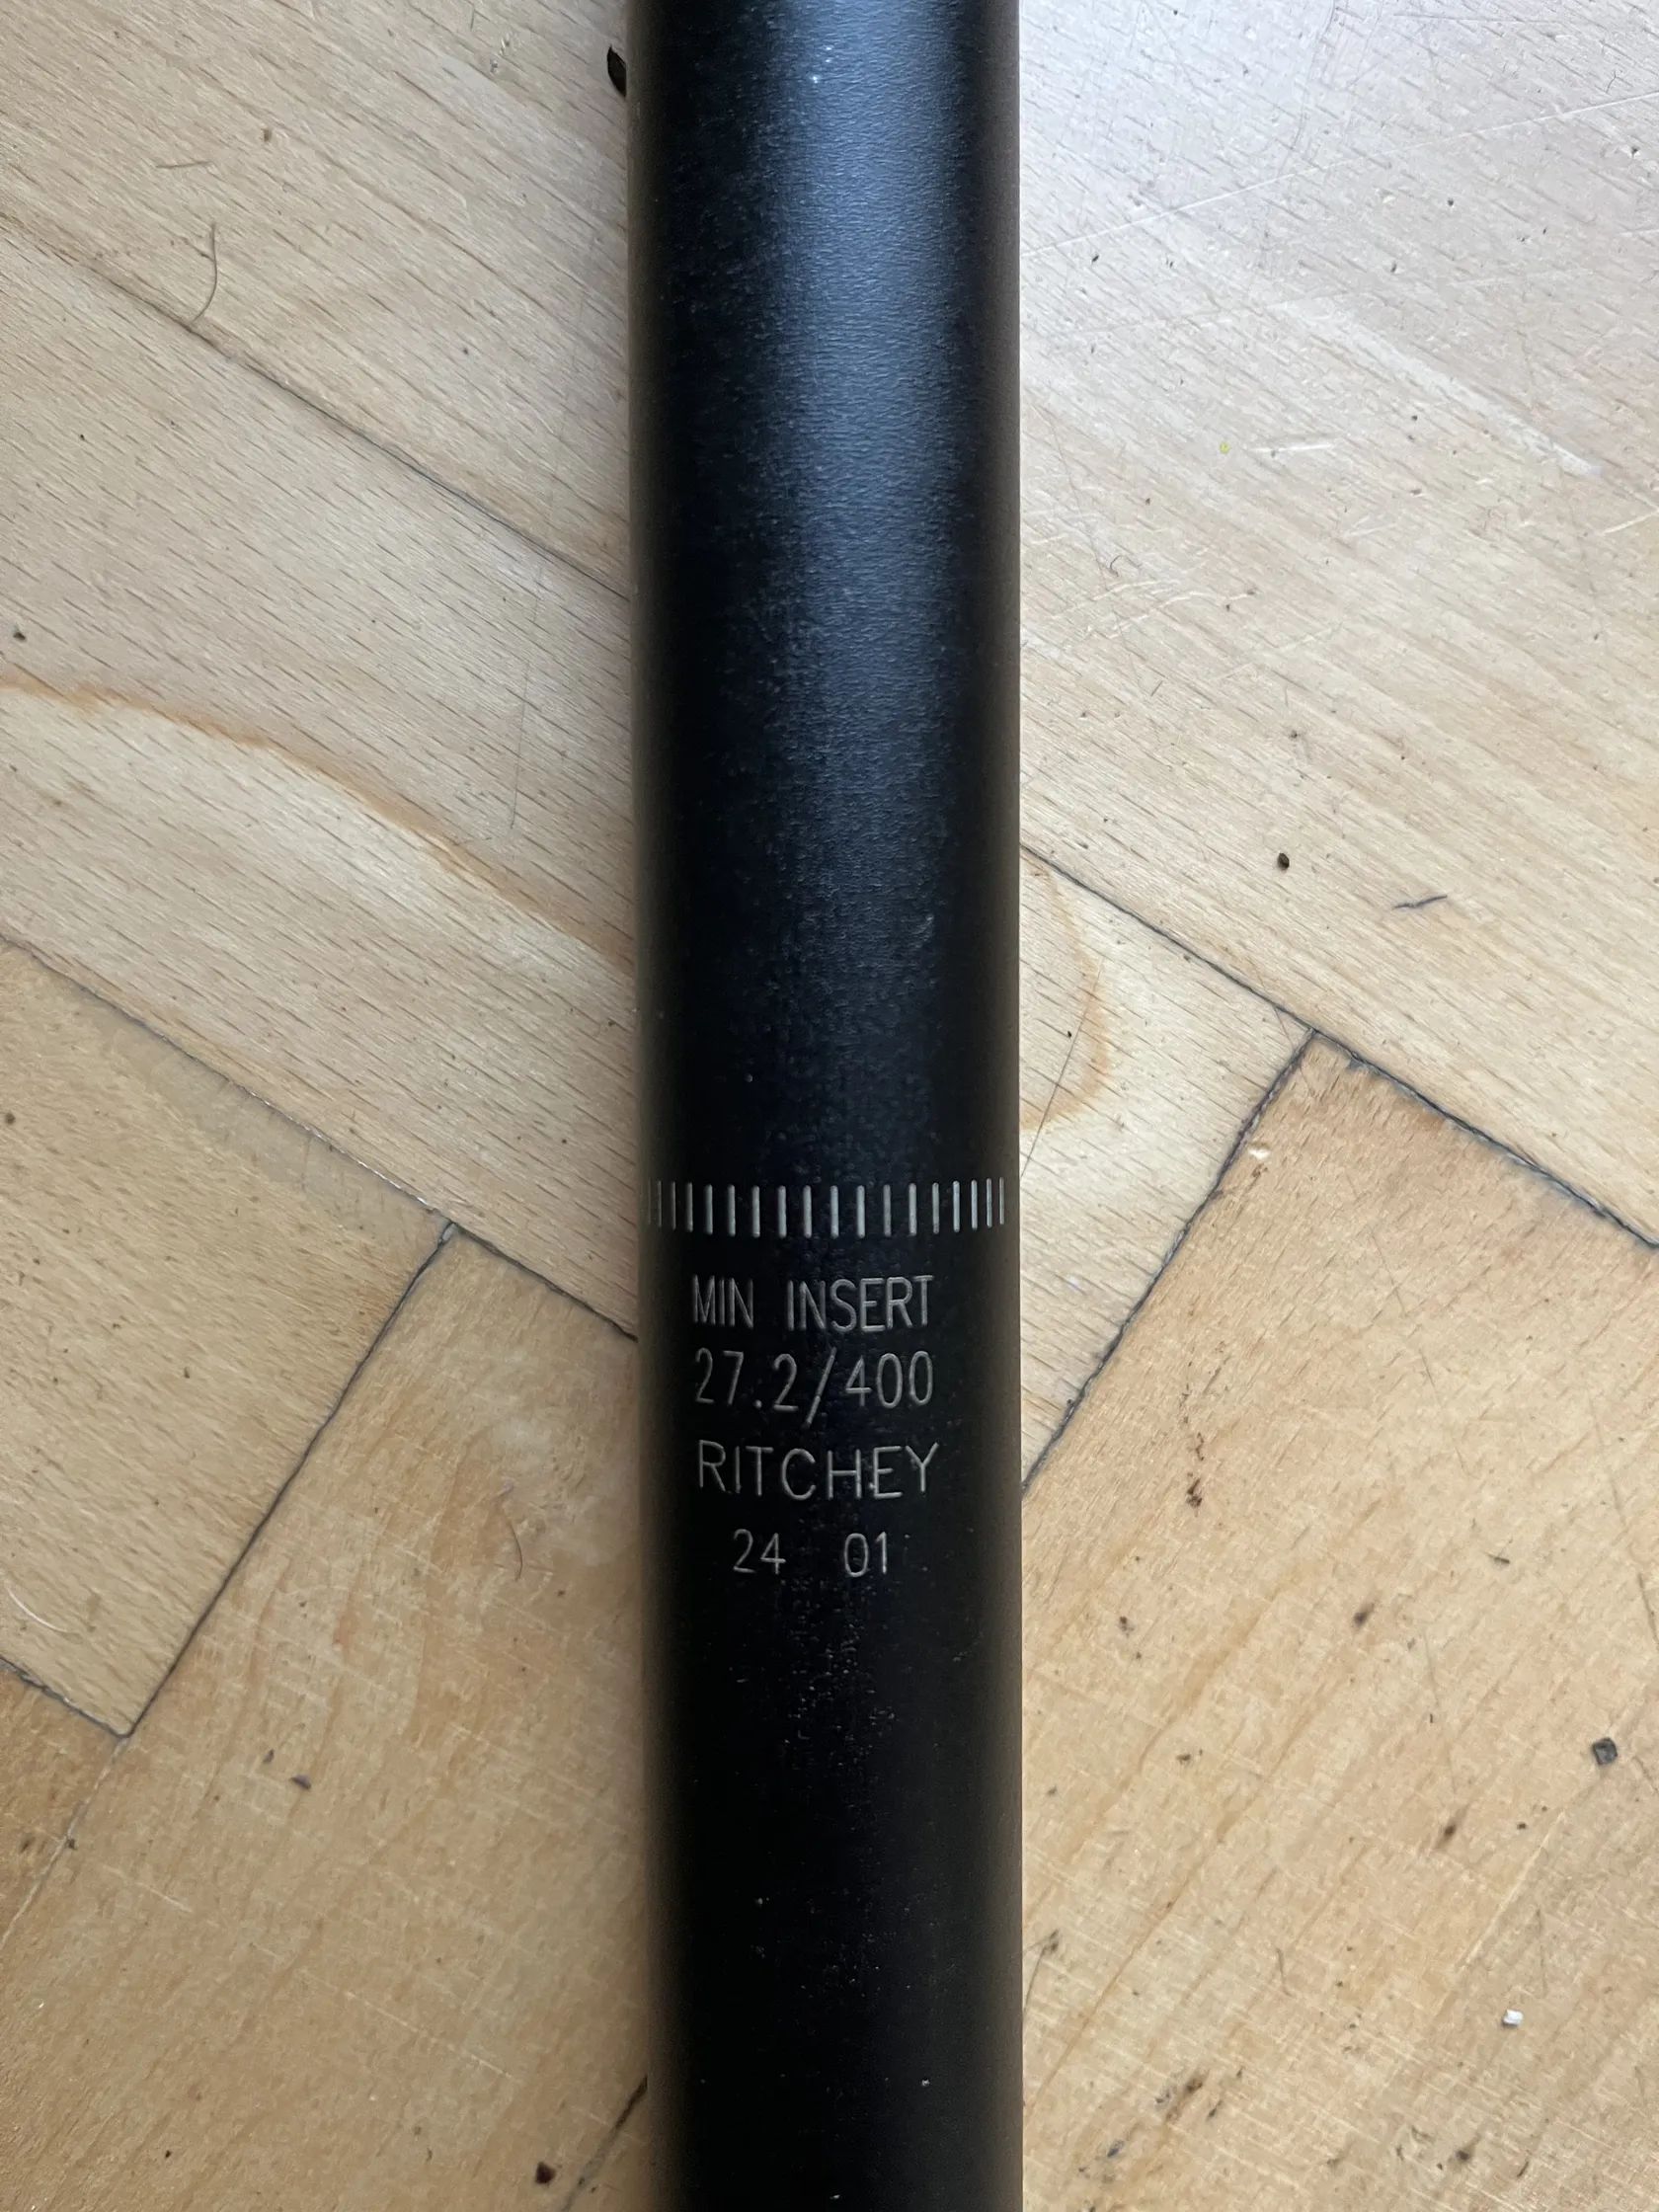 MIN INSERT
27.2/400
RITCHEY
24 01